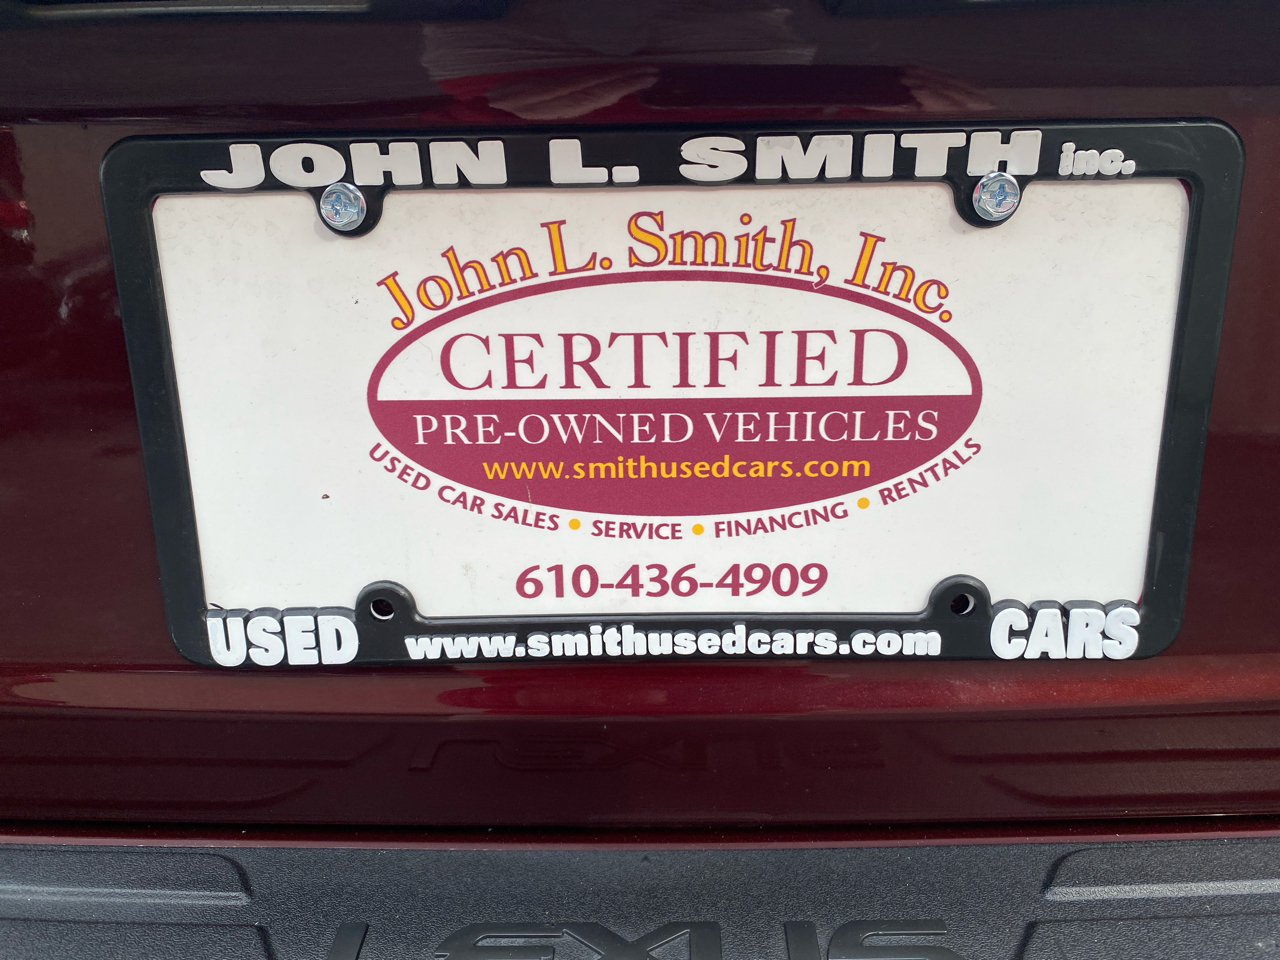 JOHN L. SMITH inc.
John L. Smith, Inc.
CERTIFIED
PRE-OWNED VEHICLES
www.smithusedcars.com
USED CAR SALES • SERVICE • FINANCING • RENTALS
610-436-4909
USED www.smithusedcars.com CARS
LEXUS